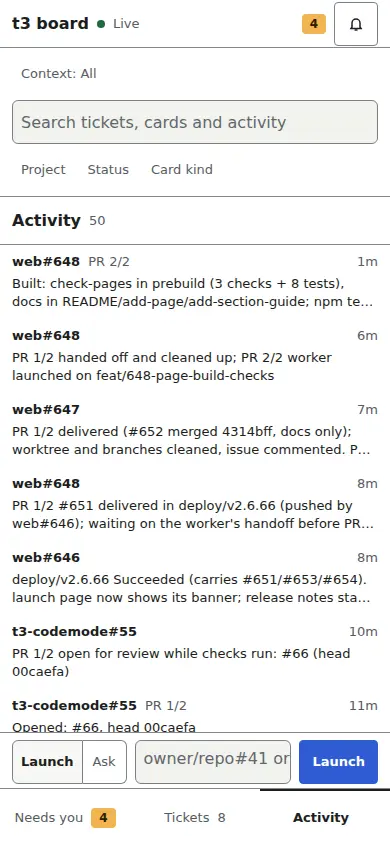 t3 board Live 4
Context: All
Search tickets, cards and activity
Project Status Card kind
Activity 50
web#648 PR 2/2 1m
Built: check-pages in prebuild (3 checks + 8 tests),
docs in README/add-page/add-section-guide; npm te…
web#648 6m
PR 1/2 handed off and cleaned up; PR 2/2 worker
launched on feat/648-page-build-checks
web#647 7m
PR 1/2 delivered (#652 merged 4314bff, docs only);
worktree and branches cleaned, issue commented. P…
web#648 8m
PR 1/2 #651 delivered in deploy/v2.6.66 (pushed by
web#646); waiting on the worker's handoff before PR…
web#646 8m
deploy/v2.6.66 Succeeded (carries #651/#653/#654).
launch page now shows its banner; release notes sta…
t3-codemode#55 10m
PR 1/2 open for review while checks run: #66 (head
00caefa)
t3-codemode#55 PR 1/2 11m
Opened: #66, head 00caefa
Launch Ask owner/repo#41 or Launch
Needs you 4 Tickets 8 Activity